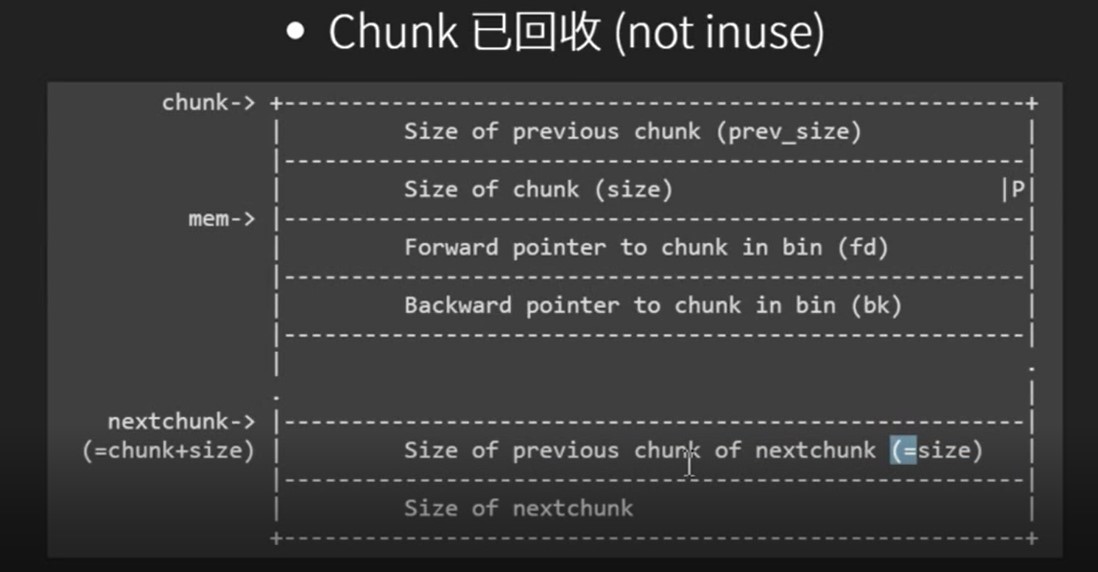 • Chunk 已回收 (not inuse)
chunk-> +-------------------------------------------------------+
| Size of previous chunk (prev_size) |
|-------------------------------------------------------|
| Size of chunk (size) |P|
mem-> |-------------------------------------------------------|
| Forward pointer to chunk in bin (fd) |
|-------------------------------------------------------|
| Backward pointer to chunk in bin (bk) |
|-------------------------------------------------------|
| .
. |
nextchunk-> |-------------------------------------------------------|
(=chunk+size) | Size of previous chunk of nextchunk (=size) |
|-------------------------------------------------------|
| Size of nextchunk |
+-------------------------------------------------------+